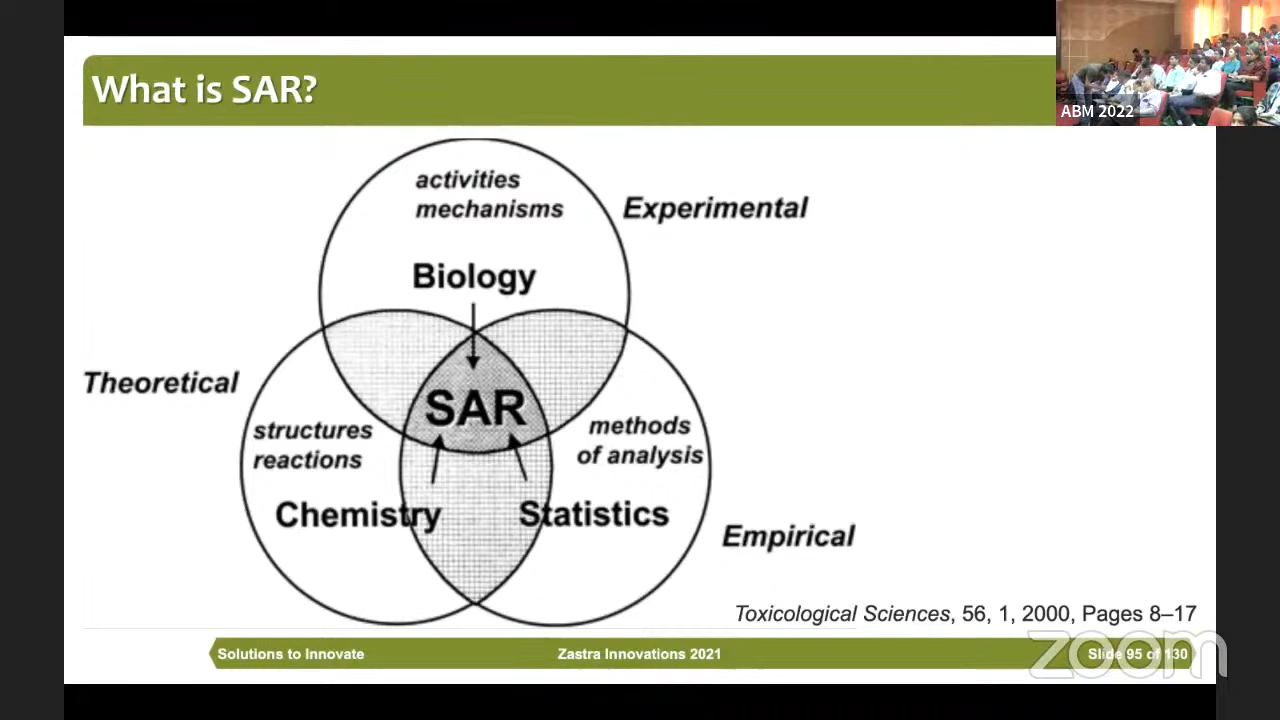 What is SAR?
ABM 2022
activities
mechanisms
Experimental
Biology
Theoretical
SAR
structures
reactions
methods
of analysis
Chemistry
Statistics
Empirical
Toxicological Sciences, 56, 1, 2000, Pages 8–17
Solutions to Innovate
Zastra Innovations 2021
Slide 95 of 130
zoom